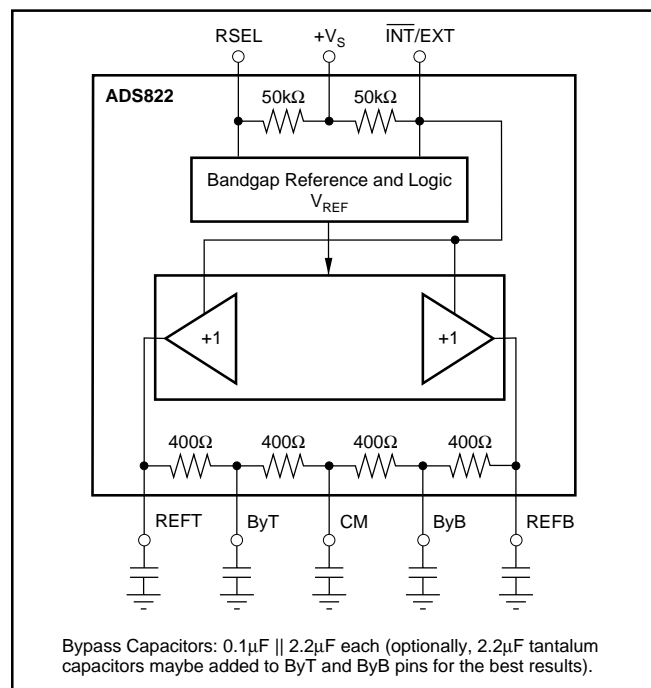 RSEL +VS INT/EXT
ADS822
50kΩ 50kΩ
Bandgap Reference and Logic
VREF
+1 +1
400Ω 400Ω 400Ω 400Ω
REFT ByT CM ByB REFB
Bypass Capacitors: 0.1µF || 2.2µF each (optionally, 2.2µF tantalum
capacitors maybe added to ByT and ByB pins for the best results).